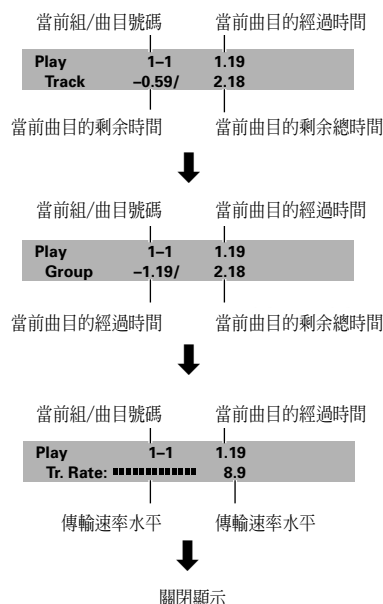 當前組/曲目號碼 當前曲目的經過時間
Play 1–1 1.19
Track –0.59/ 2.18
當前曲目的剩余時間 當前曲目的剩余總時間
當前組/曲目號碼 當前曲目的經過時間
Play 1–1 1.19
Group –1.19/ 2.18
當前曲目的經過時間 當前曲目的剩余總時間
當前組/曲目號碼 當前曲目的經過時間
Play 1–1 1.19
Tr. Rate: 8.9
傳輸速率水平 傳輸速率水平
關閉顯示